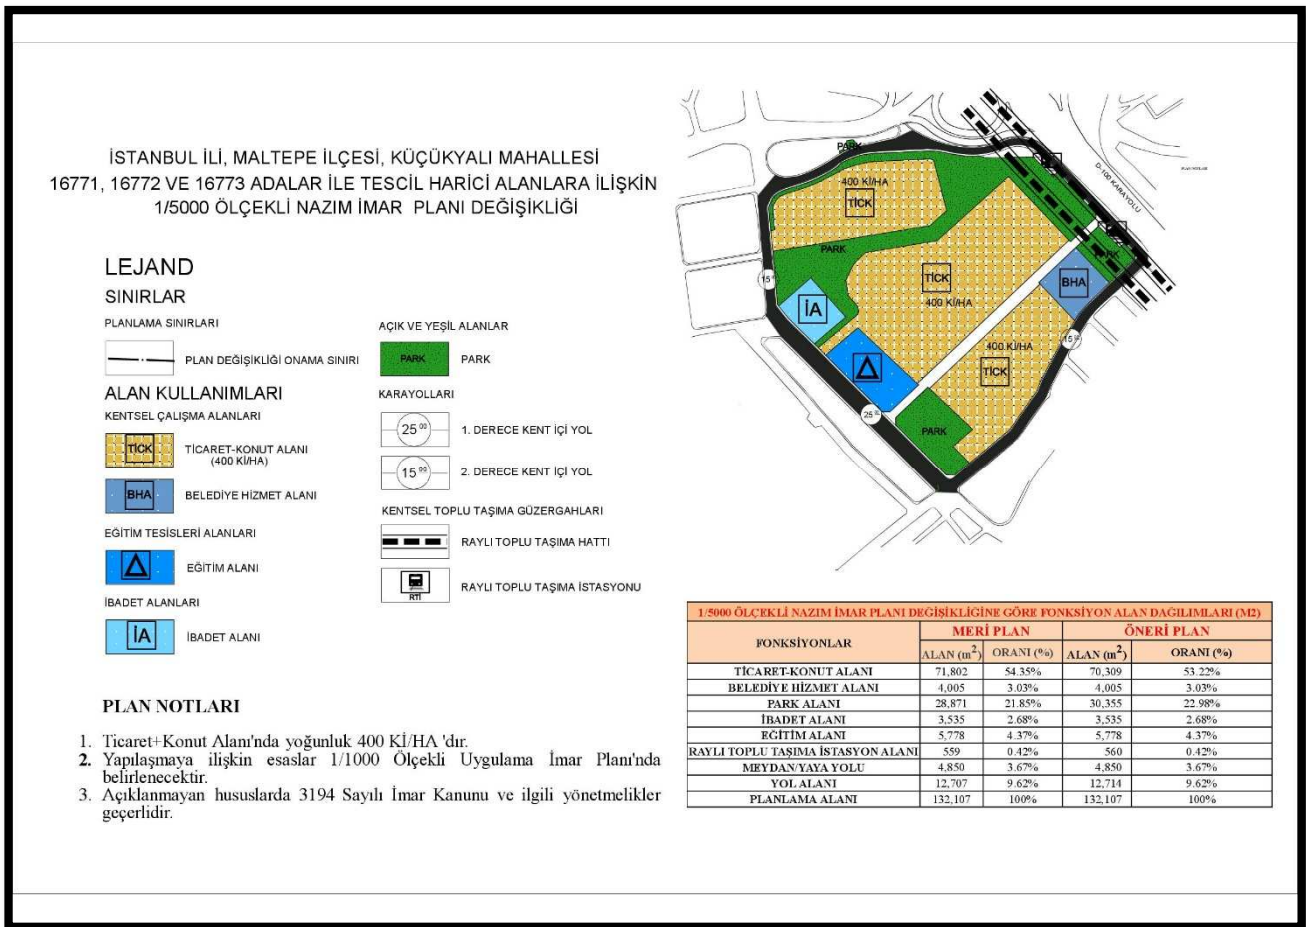 İSTANBUL İLİ, MALTEPE İLÇESİ, KÜÇÜKYALI MAHALLESİ
16771, 16772 VE 16773 ADALAR İLE TESCİL HARİCİ ALANLARA İLİŞKİN
1/5000 ÖLÇEKLİ NAZIM İMAR PLANI DEĞİŞİKLİĞİ
LEJAND
SINIRLAR
PLANLAMA SINIRLARI
PLAN DEĞİŞİKLİĞİ ONAMA SINIRI
ALAN KULLANIMLARI
KENTSEL ÇALIŞMA ALANLARI
TİCK
TİCARET-KONUT ALANI
(400 Kİ/HA)
BHA
BELEDİYE HİZMET ALANI
EĞİTİM TESİSLERİ ALANLARI
EĞİTİM ALANI
İBADET ALANLARI
İA
İBADET ALANI
AÇIK VE YEŞİL ALANLAR
PARK
PARK
KARAYOLLARI
25 00
1. DERECE KENT İÇİ YOL
15 00
2. DERECE KENT İÇİ YOL
KENTSEL TOPLU TAŞIMA GÜZERGAHLARI
RAYLI TOPLU TAŞIMA HATTI
RTİ
RAYLI TOPLU TAŞIMA İSTASYONU
PLAN NOTLARI
1. Ticaret+Konut Alanı'nda yoğunluk 400 Kİ/HA 'dır.
2. Yapılaşmaya ilişkin esaslar 1/1000 Ölçekli Uygulama İmar Planı'nda
belirlenecektir.
3. Açıklanmayan hususlarda 3194 Sayılı İmar Kanunu ve ilgili yönetmelikler
geçerlidir.
PARK
400 Kİ/HA
TİCK
D-100 KARAYOLU
PLAN NOTLARI
PARK
PARK
TİCK
400 Kİ/HA
BHA
15
İA
15
400 Kİ/HA
TİCK
25
PARK
1/5000 ÖLÇEKLİ NAZIM İMAR PLANI DEĞİŞİKLİĞİNE GÖRE FONKSİYON ALAN DAĞILIMLARI (M2)
FONKSİYONLAR MERİ PLAN ÖNERİ PLAN
ALAN (m2) ORANI (%) ALAN (m2) ORANI (%)
TİCARET-KONUT ALANI 71,802 54.35% 70,309 53.22%
BELEDİYE HİZMET ALANI 4,005 3.03% 4,005 3.03%
PARK ALANI 28,871 21.85% 30,355 22.98%
İBADET ALANI 3,535 2.68% 3,535 2.68%
EĞİTİM ALANI 5,778 4.37% 5,778 4.37%
RAYLI TOPLU TAŞIMA İSTASYON ALANI 559 0.42% 560 0.42%
MEYDAN/YAYA YOLU 4,850 3.67% 4,850 3.67%
YOL ALANI 12,707 9.62% 12,714 9.62%
PLANLAMA ALANI 132,107 100% 132,107 100%